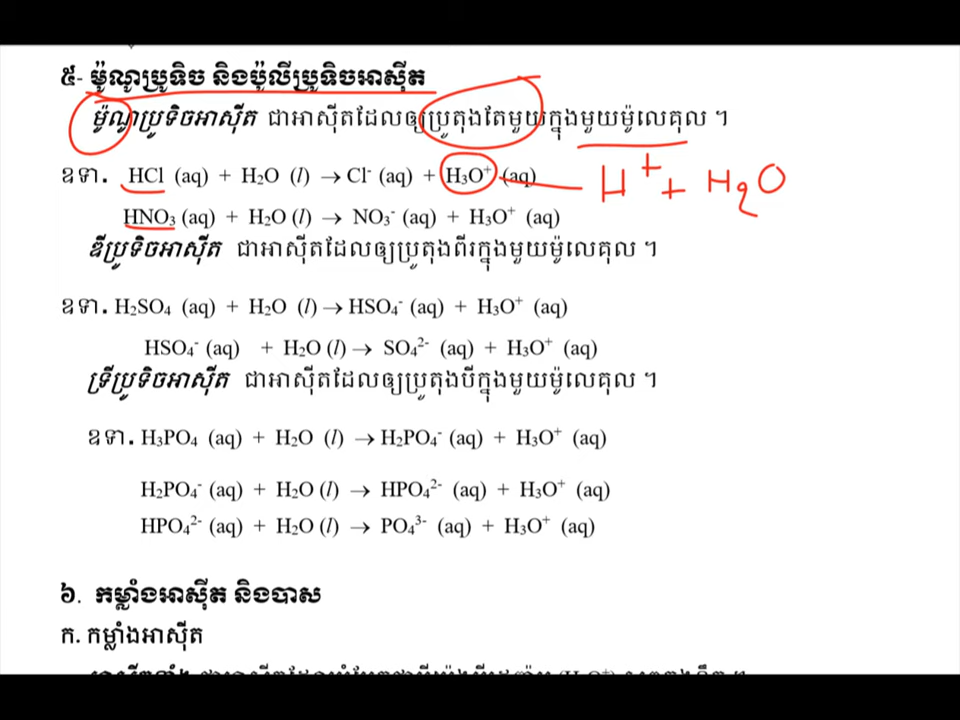 ៥- ម៉ូណូប្រូទិច និងប៉ូលីប្រូទិចអាស៊ីត
ម៉ូណូប្រូទិចអាស៊ីត ជាអាស៊ីតដែលឲ្យប្រូតុងតែមួយក្នុងមួយម៉ូលេគុល ។
ឧទា. HCl (aq) + H₂O (l) → Cl⁻ (aq) + H₃O⁺ (aq) H⁺ + H₂O
HNO₃ (aq) + H₂O (l) → NO₃⁻ (aq) + H₃O⁺ (aq)
ឌីប្រូទិចអាស៊ីត ជាអាស៊ីតដែលឲ្យប្រូតុងពីរក្នុងមួយម៉ូលេគុល ។
ឧទា. H₂SO₄ (aq) + H₂O (l) → HSO₄⁻ (aq) + H₃O⁺ (aq)
HSO₄⁻ (aq) + H₂O (l) → SO₄²⁻ (aq) + H₃O⁺ (aq)
ទ្រីប្រូទិចអាស៊ីត ជាអាស៊ីតដែលឲ្យប្រូតុងបីក្នុងមួយម៉ូលេគុល ។
ឧទា. H₃PO₄ (aq) + H₂O (l) → H₂PO₄⁻ (aq) + H₃O⁺ (aq)
H₂PO₄⁻ (aq) + H₂O (l) → HPO₄²⁻ (aq) + H₃O⁺ (aq)
HPO₄²⁻ (aq) + H₂O (l) → PO₄³⁻ (aq) + H₃O⁺ (aq)
៦. កម្លាំងអាស៊ីត និងបាស
ក. កម្លាំងអាស៊ីត